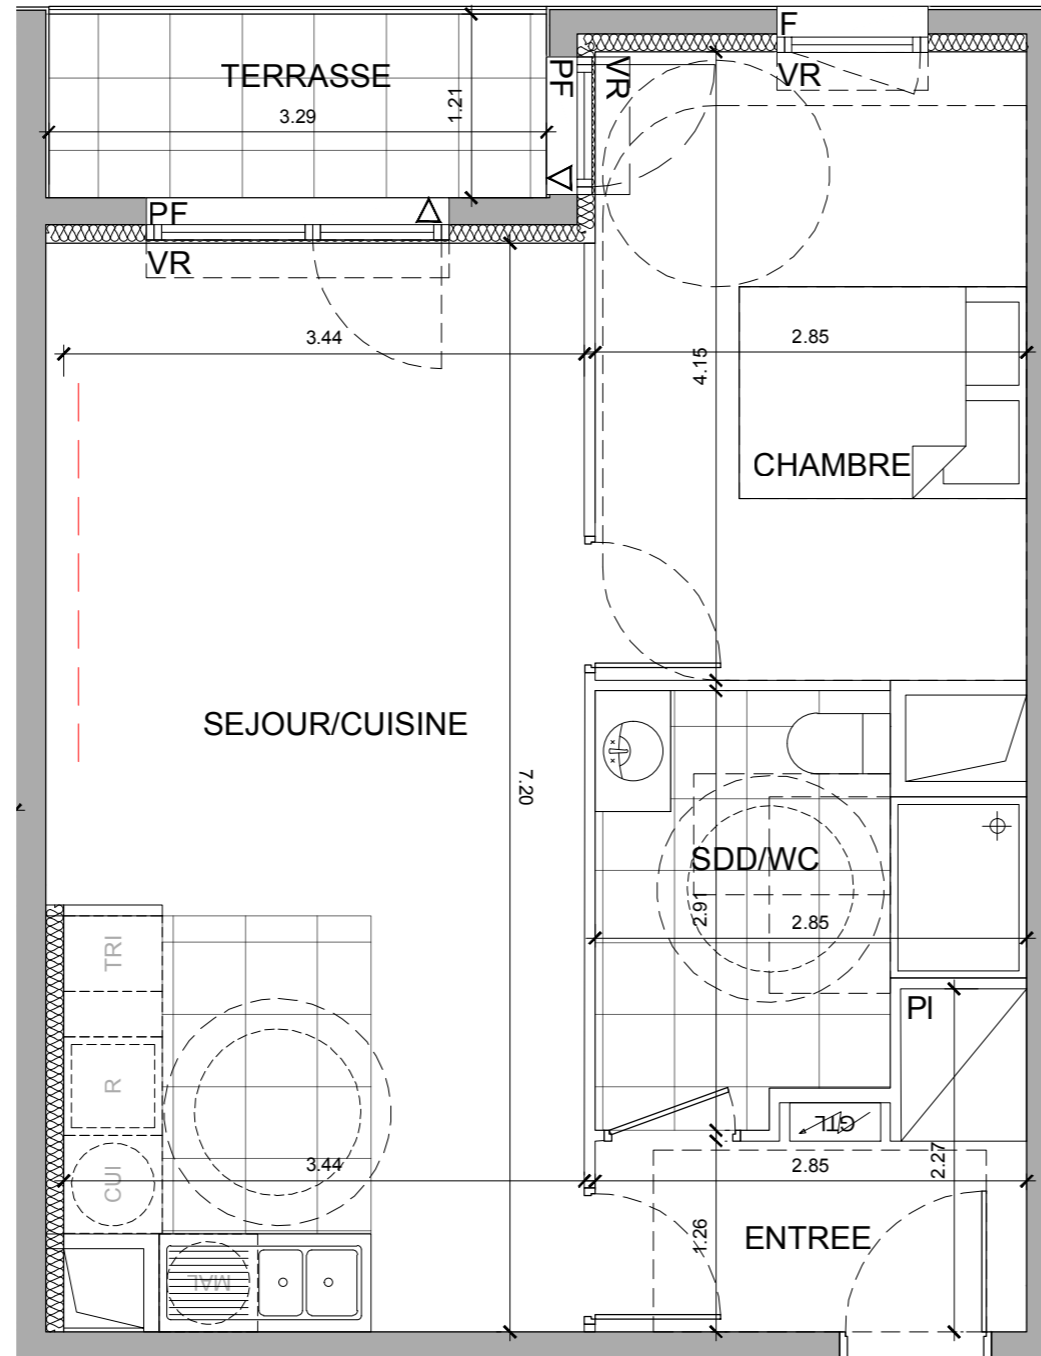 F
TERRASSE
PF
VR
VR
3.29
1.21
PF
VR
3.44
2.85
4.15
CHAMBRE
SEJOUR/CUISINE
7.20
SDD/WC
2.91
2.85
TRI
PI
R
GTL
CUI
3.44
2.85
2.27
1.26
ENTREE
MAL